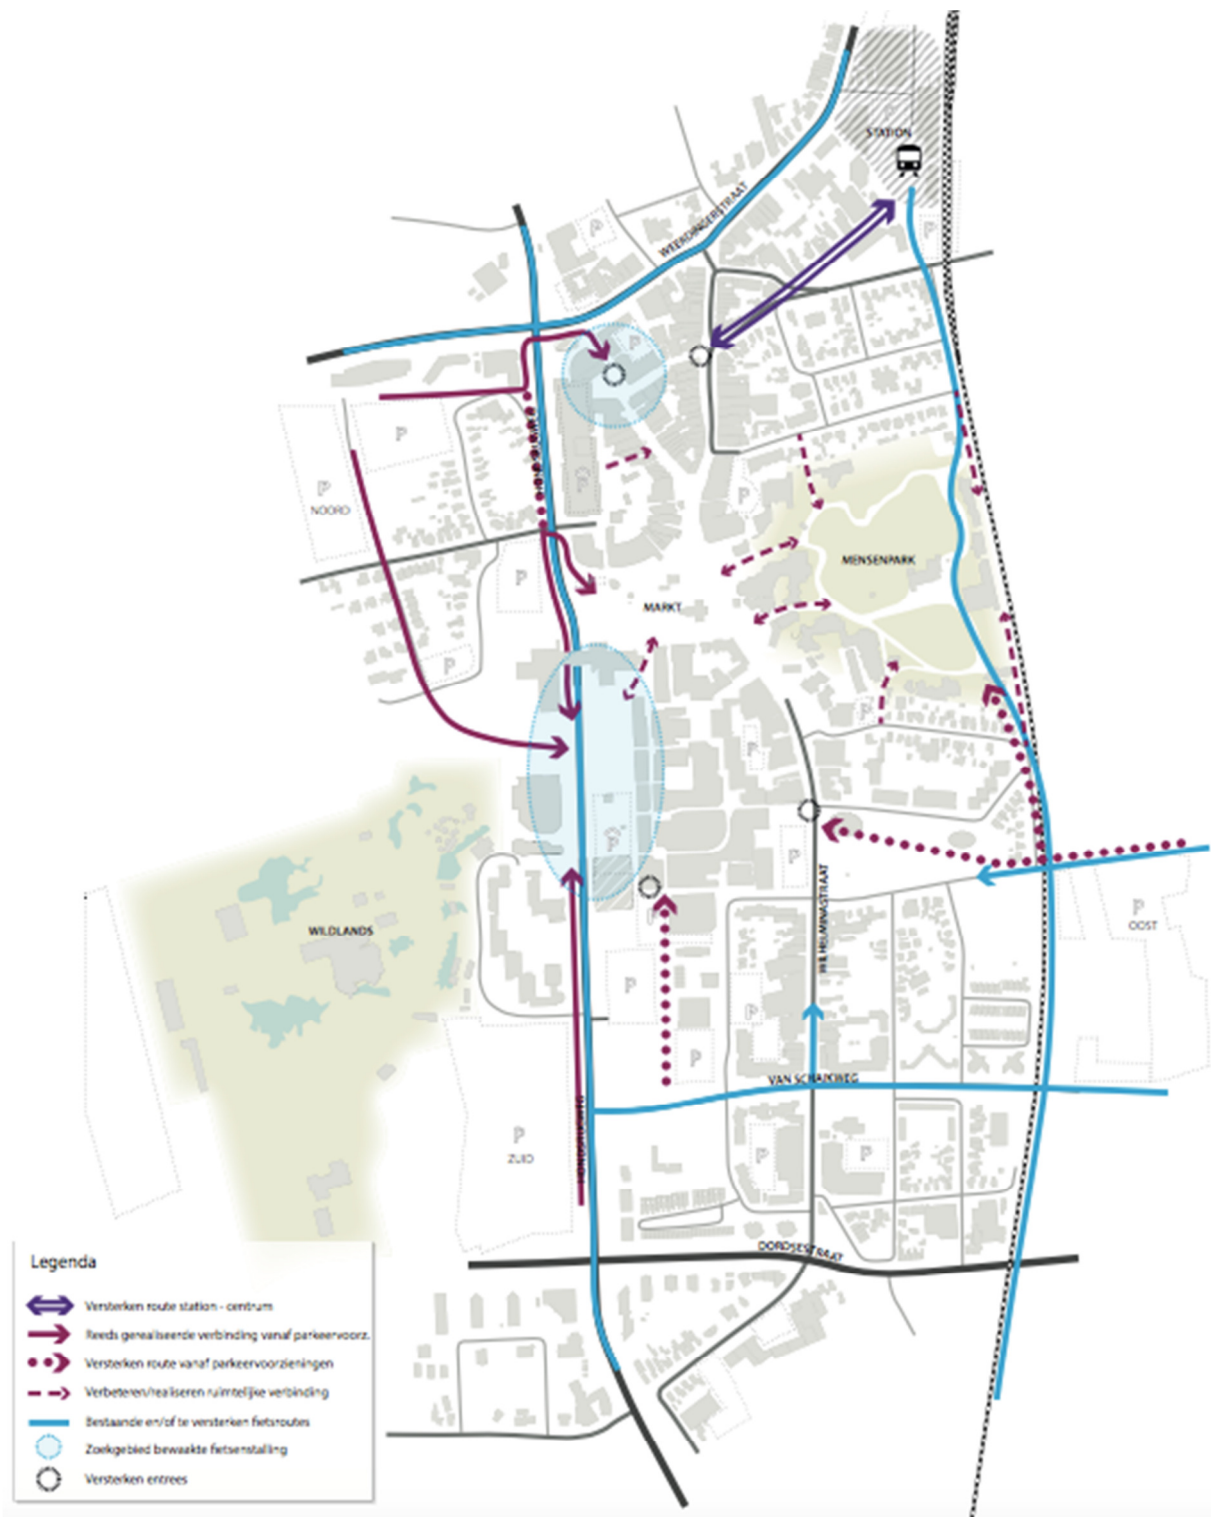 STATION
WEERDINGERSTRAAT
P
P
P
P
P
NOORD
P
P
MENSENPARK
P
MARKT
P
P
P
P
P
WILDLANDS
WILHELMINASTRAAT
P
OOST
P
P
P
VAN SCHAIKWEG
P
ZUID
HONDSRUGWEG
P
P
DORDSESTRAAT
Legenda
Versterken route station - centrum
Reeds gerealiseerde verbinding vanaf parkeervoorz.
Versterken route vanaf parkeervoorzieningen
Verbeteren/realiseren ruimtelijke verbinding
Bestaande en/of te versterken fietsroutes
Zoekgebied bewaakte fietsenstalling
Versterken entrees